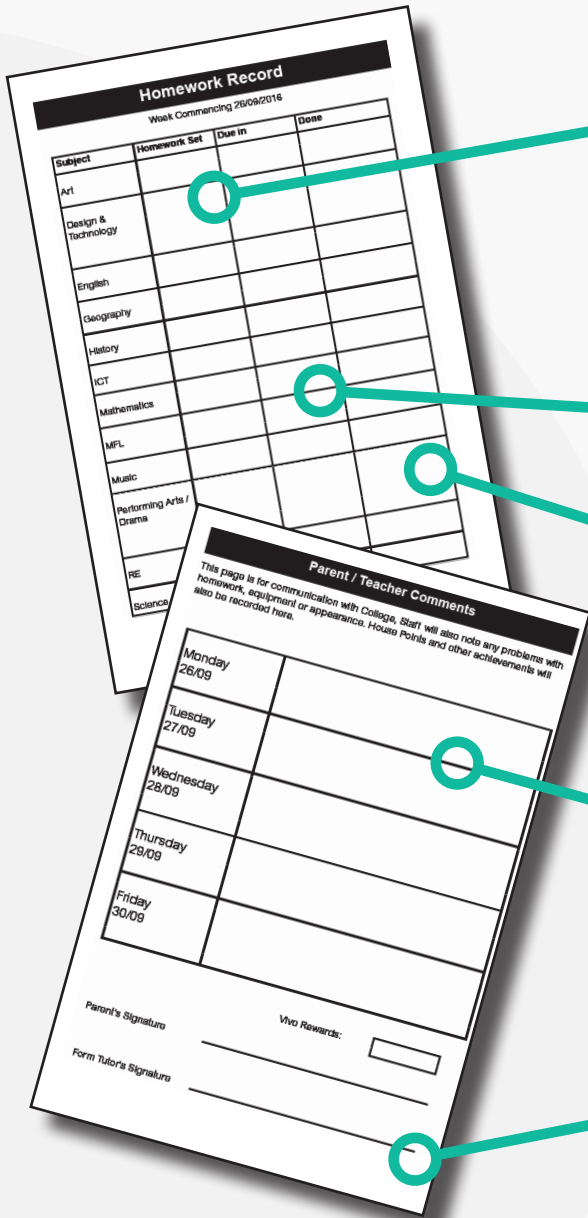 Homework Record
Week Commencing 26/09/2016
Subject Homework Set Due in Done
Art
Design &
Technology
English
Geography
History
ICT
Mathematics
MFL
Music
Performing Arts /
Drama
RE
Science
Parent / Teacher Comments
This page is for communication with College, Staff will also note any problems with
homework, equipment or appearance. House Points and other achievements will
also be recorded here.
Monday
26/09
Tuesday
27/09
Wednesday
28/09
Thursday
29/09
Friday
30/09
Parent's Signature
Vivo Rewards:
Form Tutor's Signature